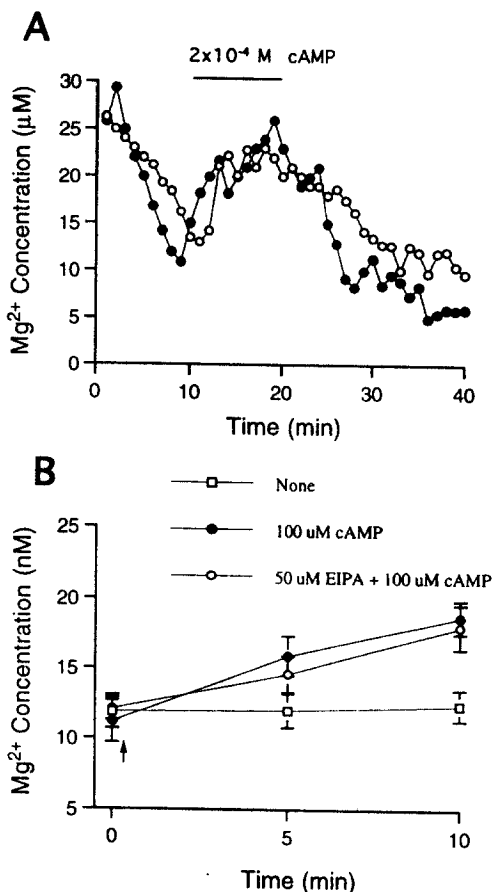 A
2x10⁻⁴ M cAMP
30
25
20
15
10
5
0
Mg²⁺ Concentration (μM)
0 10 20 30 40
Time (min)
B
None
100 uM cAMP
50 uM EIPA + 100 uM cAMP
25
20
15
10
5
Mg²⁺ Concentration (nM)
0 5 10
Time (min)